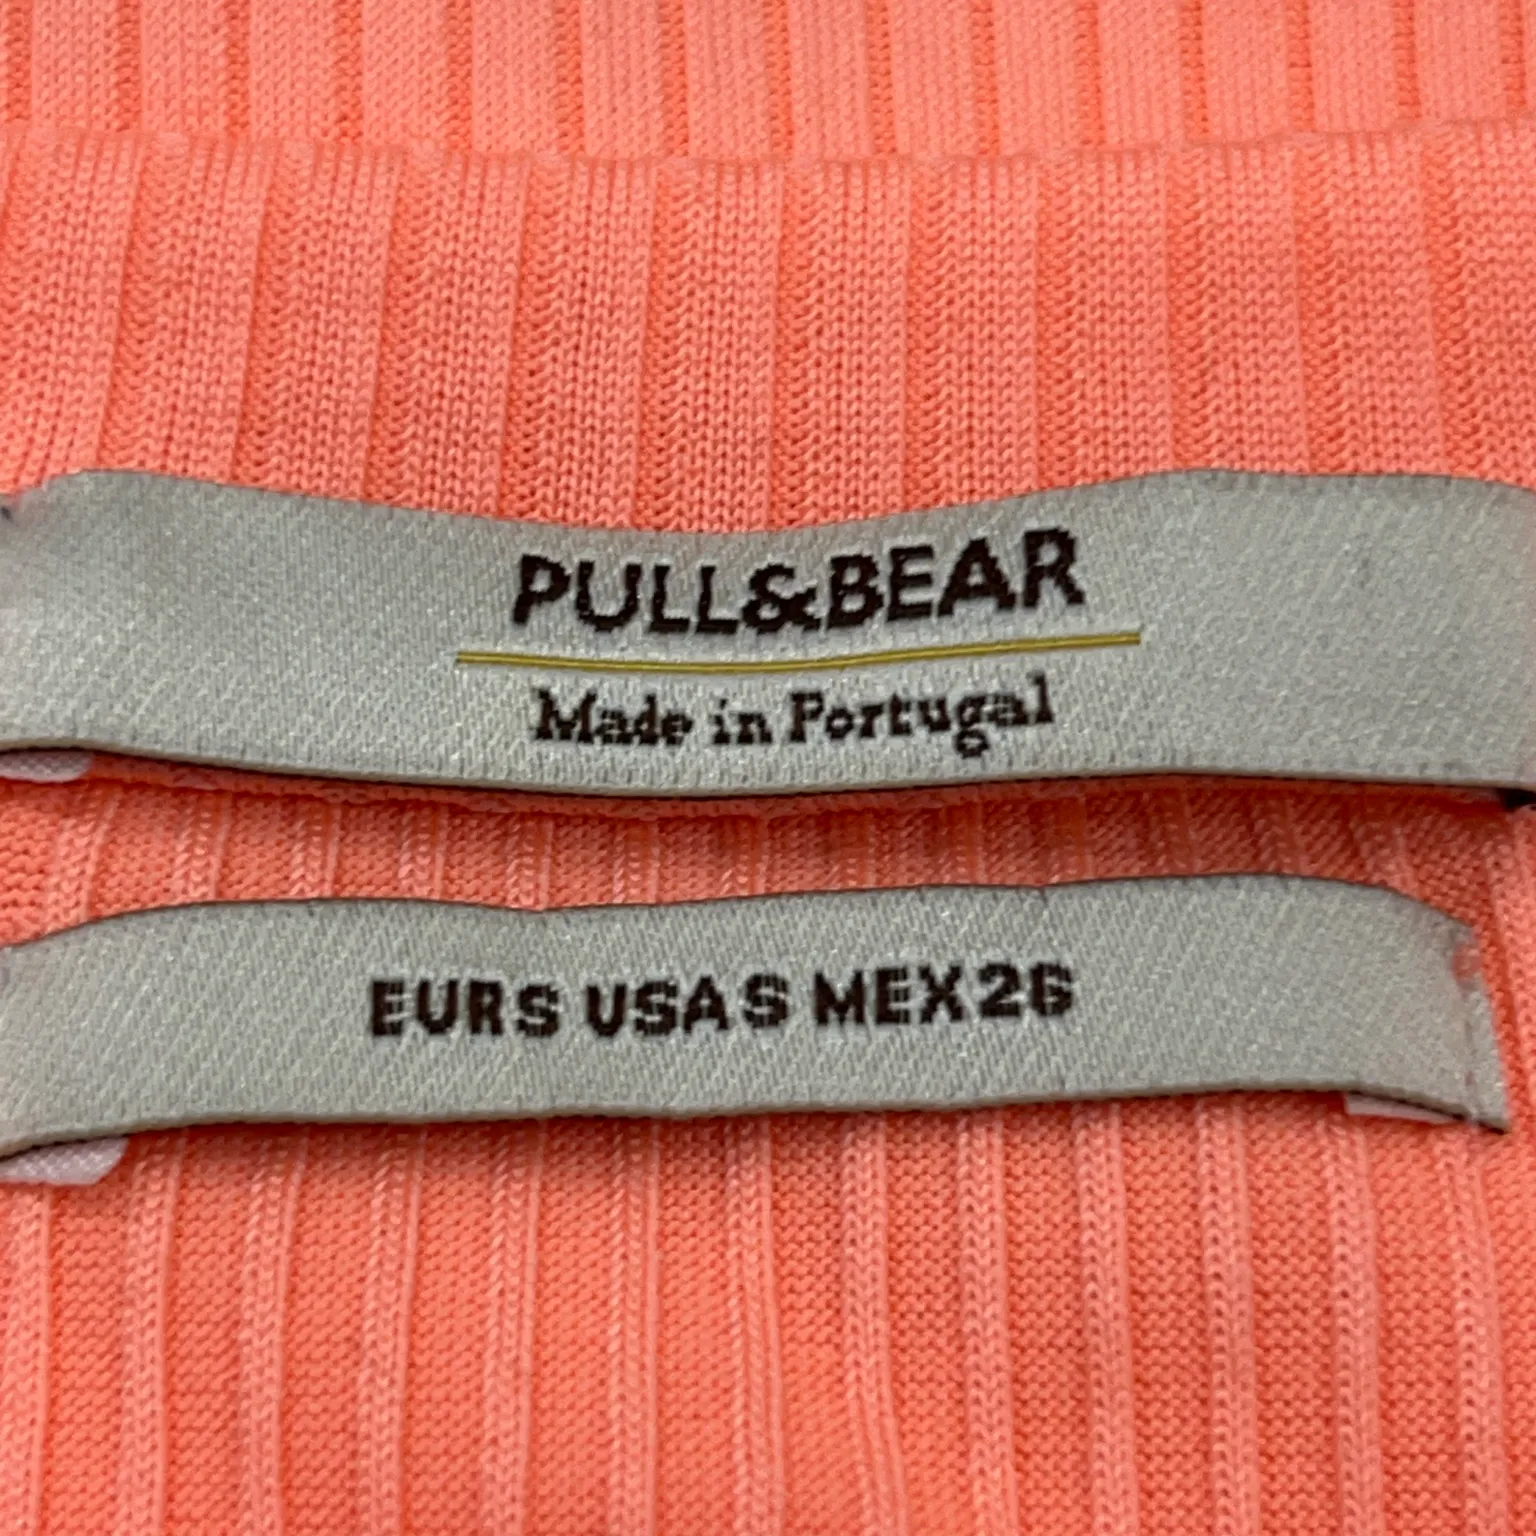 PULL&BEAR
Made in Portugal
EUR S USA S MEX 26